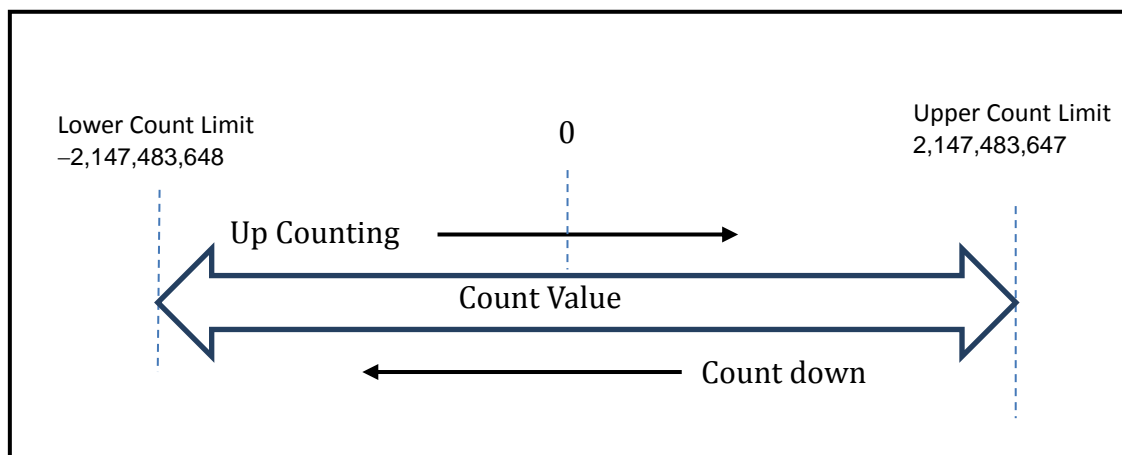 Lower Count Limit
–2,147,483,648
0
Upper Count Limit
2,147,483,647
Up Counting
Count Value
Count down